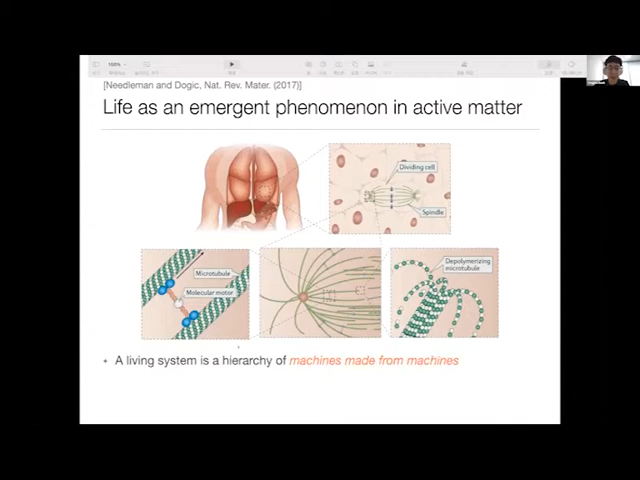 100%
[Needleman and Dogic, Nat. Rev. Mater. (2017)]
Life as an emergent phenomenon in active matter
Dividing cell
Spindle
Microtubule
Molecular motor
Depolymerizing
microtubule
• A living system is a hierarchy of machines made from machines